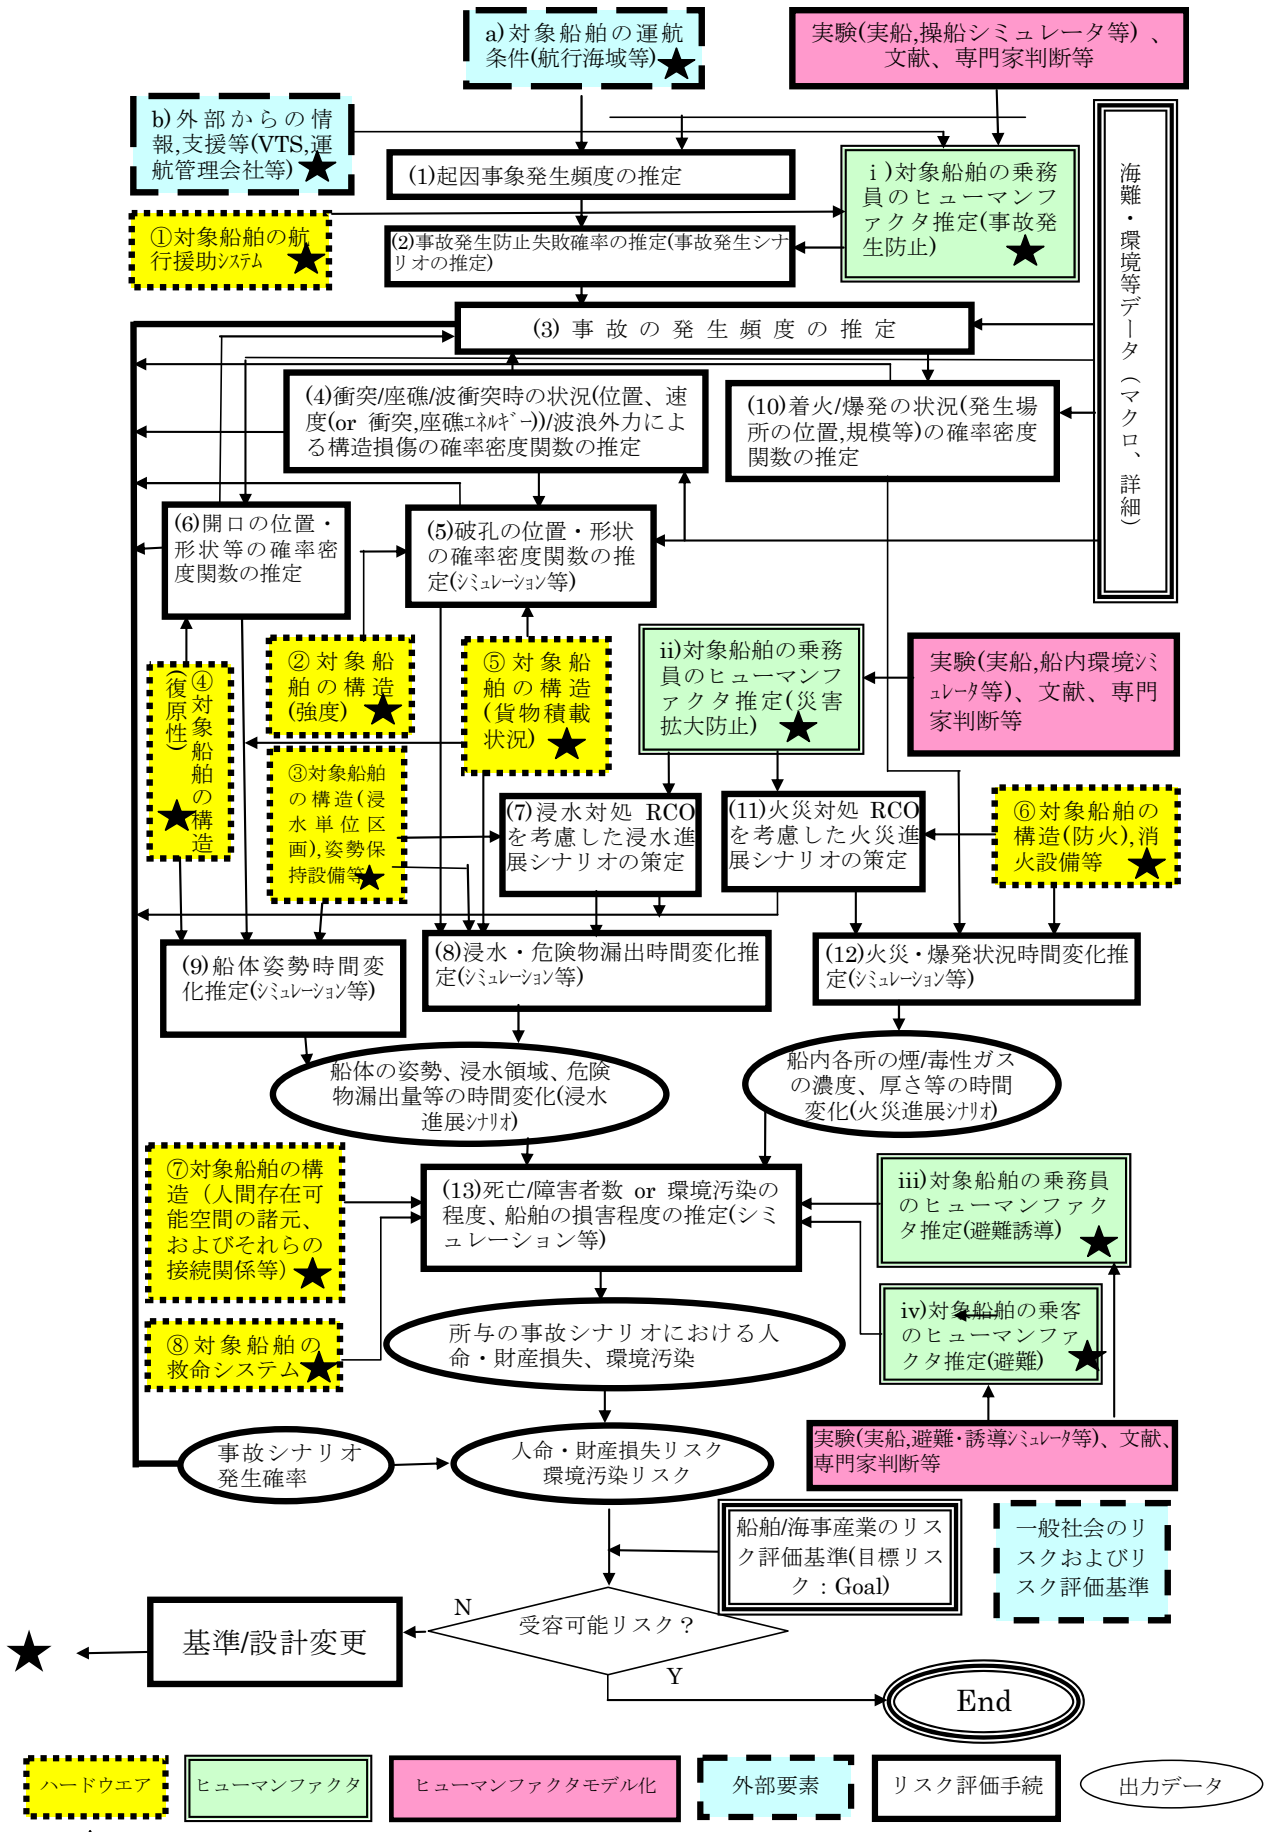 a)対象船舶の運航
条件(航行海域等)
実験(実船,操船シミュレータ等)、
文献、専門家判断等
b)外部からの情
報,支援等(VTS,運
航管理会社等)
(1)起因事象発生頻度の推定
i)対象船舶の乗務
員のヒューマンフ
ァクタ推定(事故発
生防止)
海難・環境等データ(マクロ、詳細)
①対象船舶の航
行援助システム
(2)事故発生防止失敗確率の推定(事故発生シナ
リオの推定)
(3)事故の発生頻度の推定
(4)衝突/座礁/波衝突時の状況(位置、速
度(or 衝突,座礁エネルギー))/波浪外力によ
る構造損傷の確率密度関数の推定
(10)着火/爆発の状況(発生場
所の位置,規模等)の確率密度
関数の推定
(6)開口の位置・
形状等の確率密
度関数の推定
(5)破孔の位置・形状
の確率密度関数の推
定(シミュレーション等)
④対象船舶の構造
(復原性)
②対象船
舶の構造
(強度)
⑤対象船
舶の構造
(貨物積載
状況)
ii)対象船舶の乗務
員のヒューマンフ
ァクタ推定(災害
拡大防止)
実験(実船,船内環境シミ
ュレータ等)、文献、専門
家判断等
③対象船舶
の構造(浸
水単位区
画),姿勢保
持設備等
(7)浸水対処 RCO
を考慮した浸水進
展シナリオの策定
(11)火災対処 RCO
を考慮した火災進
展シナリオの策定
⑥対象船舶の
構造(防火),消
火設備等
(9)船体姿勢時間変
化推定(シミュレーション等)
(8)浸水・危険物漏出時間変化推
定(シミュレーション等)
(12)火災・爆発状況時間変化推
定(シミュレーション等)
船体の姿勢、浸水領域、危険
物漏出量等の時間変化(浸水
進展シナリオ)
船内各所の煙/毒性ガス
の濃度、厚さ等の時間
変化(火災進展シナリオ)
⑦対象船舶の構
造(人間存在可
能空間の諸元、
およびそれらの
接続関係等)
(13)死亡/障害者数 or 環境汚染の
程度、船舶の損害程度の推定(シミ
ュレーション等)
iii)対象船舶の乗務員
のヒューマンファク
タ推定(避難誘導)
iv)対象船舶の乗客
のヒューマンファ
クタ推定(避難)
⑧対象船舶の
救命システム
所与の事故シナリオにおける人
命・財産損失、環境汚染
実験(実船,避難・誘導シミュレータ等)、文献、
専門家判断等
事故シナリオ
発生確率
人命・財産損失リスク
環境汚染リスク
船舶/海事産業のリス
ク評価基準(目標リス
ク：Goal)
一般社会のリ
スクおよびリ
スク評価基準
受容可能リスク？
N
Y
基準/設計変更
End
ハードウエア
ヒューマンファクタ
ヒューマンファクタモデル化
外部要素
リスク評価手続
出力データ